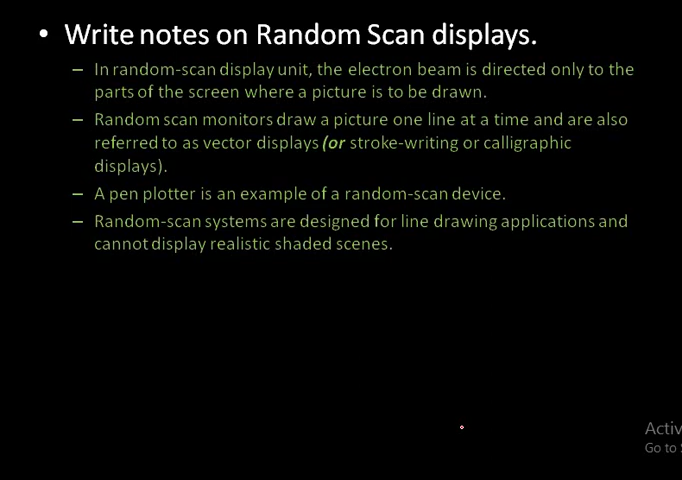 • Write notes on Random Scan displays.
– In random-scan display unit, the electron beam is directed only to the
parts of the screen where a picture is to be drawn.
– Random scan monitors draw a picture one line at a time and are also
referred to as vector displays (or stroke-writing or calligraphic
displays).
– A pen plotter is an example of a random-scan device.
– Random-scan systems are designed for line drawing applications and
cannot display realistic shaded scenes.
Activ
Go to S